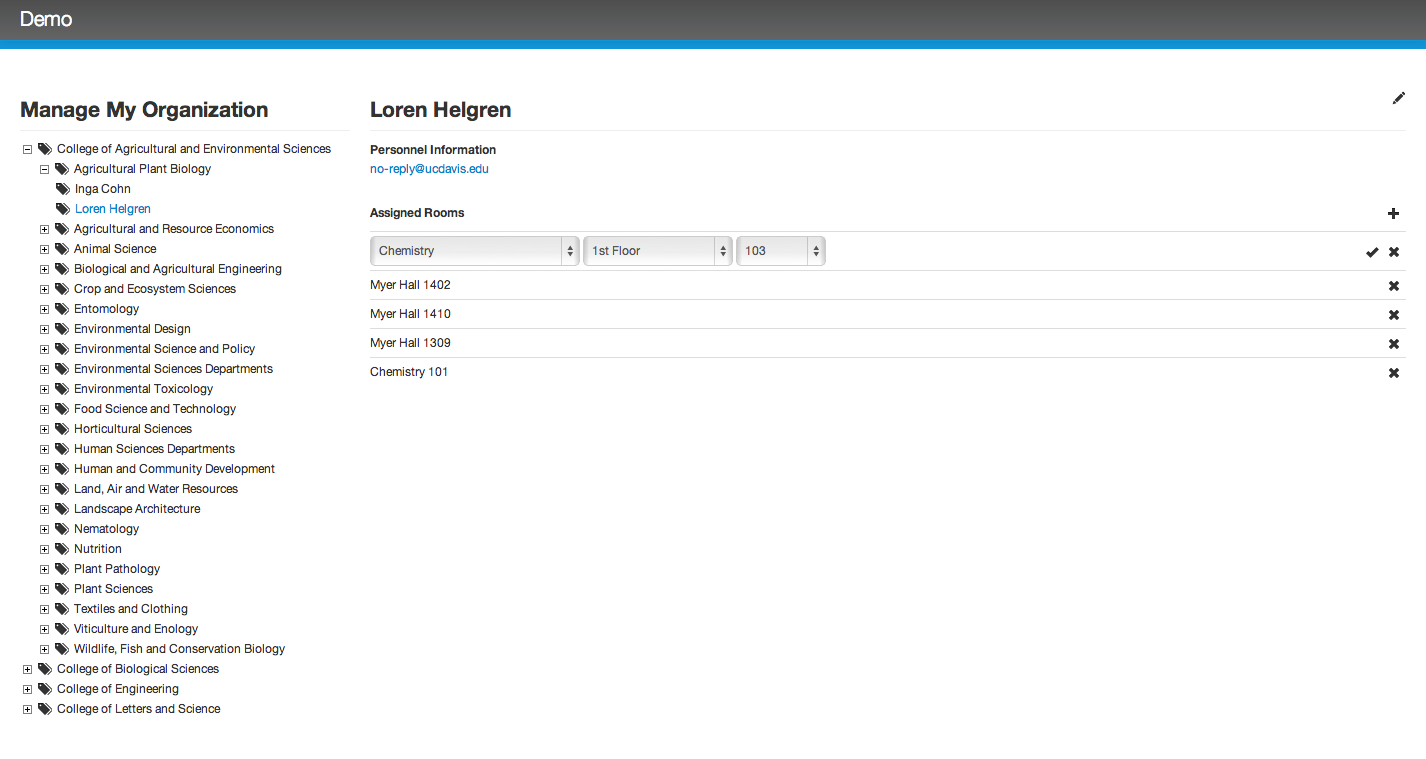 Demo
Manage My Organization
College of Agricultural and Environmental Sciences
Agricultural Plant Biology
Inga Cohn
Loren Helgren
Agricultural and Resource Economics
Animal Science
Biological and Agricultural Engineering
Crop and Ecosystem Sciences
Entomology
Environmental Design
Environmental Science and Policy
Environmental Sciences Departments
Environmental Toxicology
Food Science and Technology
Horticultural Sciences
Human Sciences Departments
Human and Community Development
Land, Air and Water Resources
Landscape Architecture
Nematology
Nutrition
Plant Pathology
Plant Sciences
Textiles and Clothing
Viticulture and Enology
Wildlife, Fish and Conservation Biology
College of Biological Sciences
College of Engineering
College of Letters and Science
Loren Helgren
Personnel Information
no-reply@ucdavis.edu
Assigned Rooms
Chemistry 1st Floor 103
Myer Hall 1402
Myer Hall 1410
Myer Hall 1309
Chemistry 101